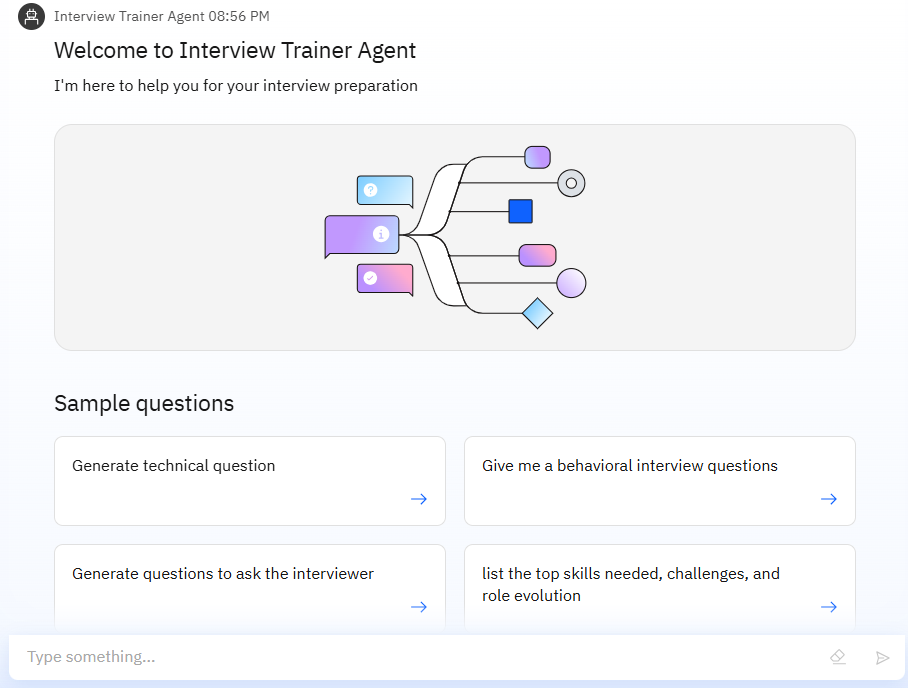 Interview Trainer Agent 08:56 PM
Welcome to Interview Trainer Agent
I'm here to help you for your interview preparation
?
i
Sample questions
Generate technical question
Give me a behavioral interview questions
Generate questions to ask the interviewer
list the top skills needed, challenges, and
role evolution
Type something...